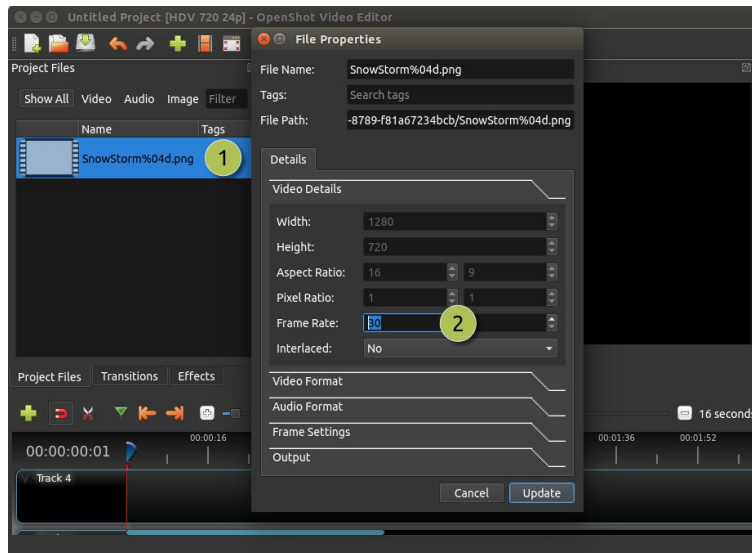 Untitled Project [HDV 720 24p] - OpenShot Video Editor
File Properties
Project Files
Show All Video Audio Image Filter
Name Tags
SnowStorm%04d.png 1
File Name: SnowStorm%04d.png
Tags: Search tags
File Path: -8789-f81a67234bcb/SnowStorm%04d.png
Details
Video Details
Width: 1280
Height: 720
Aspect Ratio: 16 9
Pixel Ratio: 1 1
Frame Rate: 30 2
Interlaced: No
Video Format
Audio Format
Frame Settings
Output
Cancel Update
Project Files Transitions Effects
16 seconds
00:00:00:01
00:00:16 00:01:36 00:01:52
Track 4